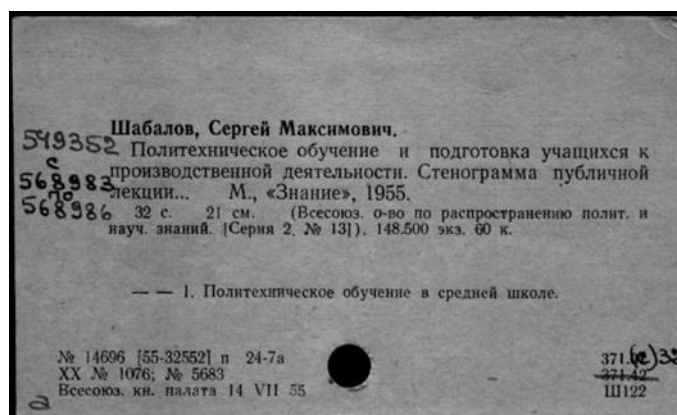 Шабалов, Сергей Максимович.
549352 Политехническое обучение и подготовка учащихся к
с
568983 производственной деятельности. Стенограмма публичной
по лекции... М., «Знание», 1955.
568986 32 с. 21 см. (Всесоюз. о-во по распространению полит. и
науч. знаний. [Серия 2, № 13]). 148.500 экз. 60 к.
— — 1. Политехническое обучение в средней школе.
№ 14696 [55-32552] п 24-7а
XX № 1076; № 5683
Всесоюз. кн. палата 14 VII 55
371.42
Ш122
а